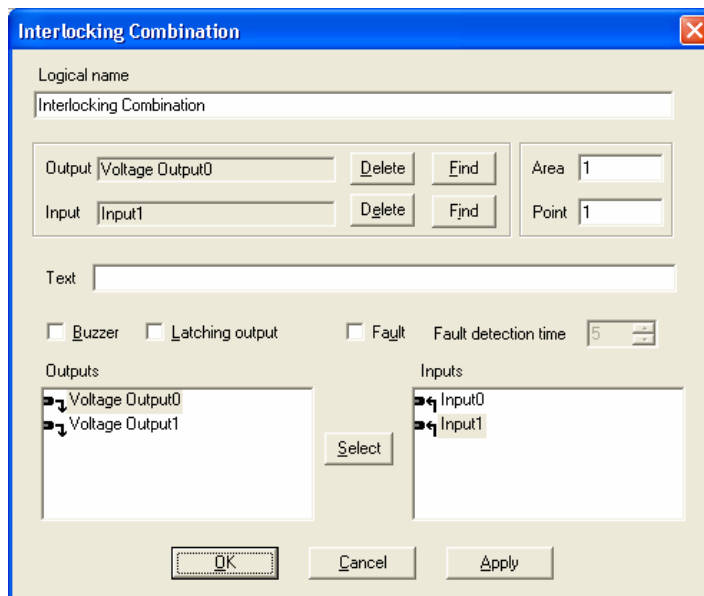 Interlocking Combination
Logical name
Interlocking Combination
Output Voltage Output0 Delete Find Area 1
Input Input1 Delete Find Point 1
Text
Buzzer Latching output Fault Fault detection time 5
Outputs Inputs
Voltage Output0 Input0
Voltage Output1 Input1
Select
OK Cancel Apply